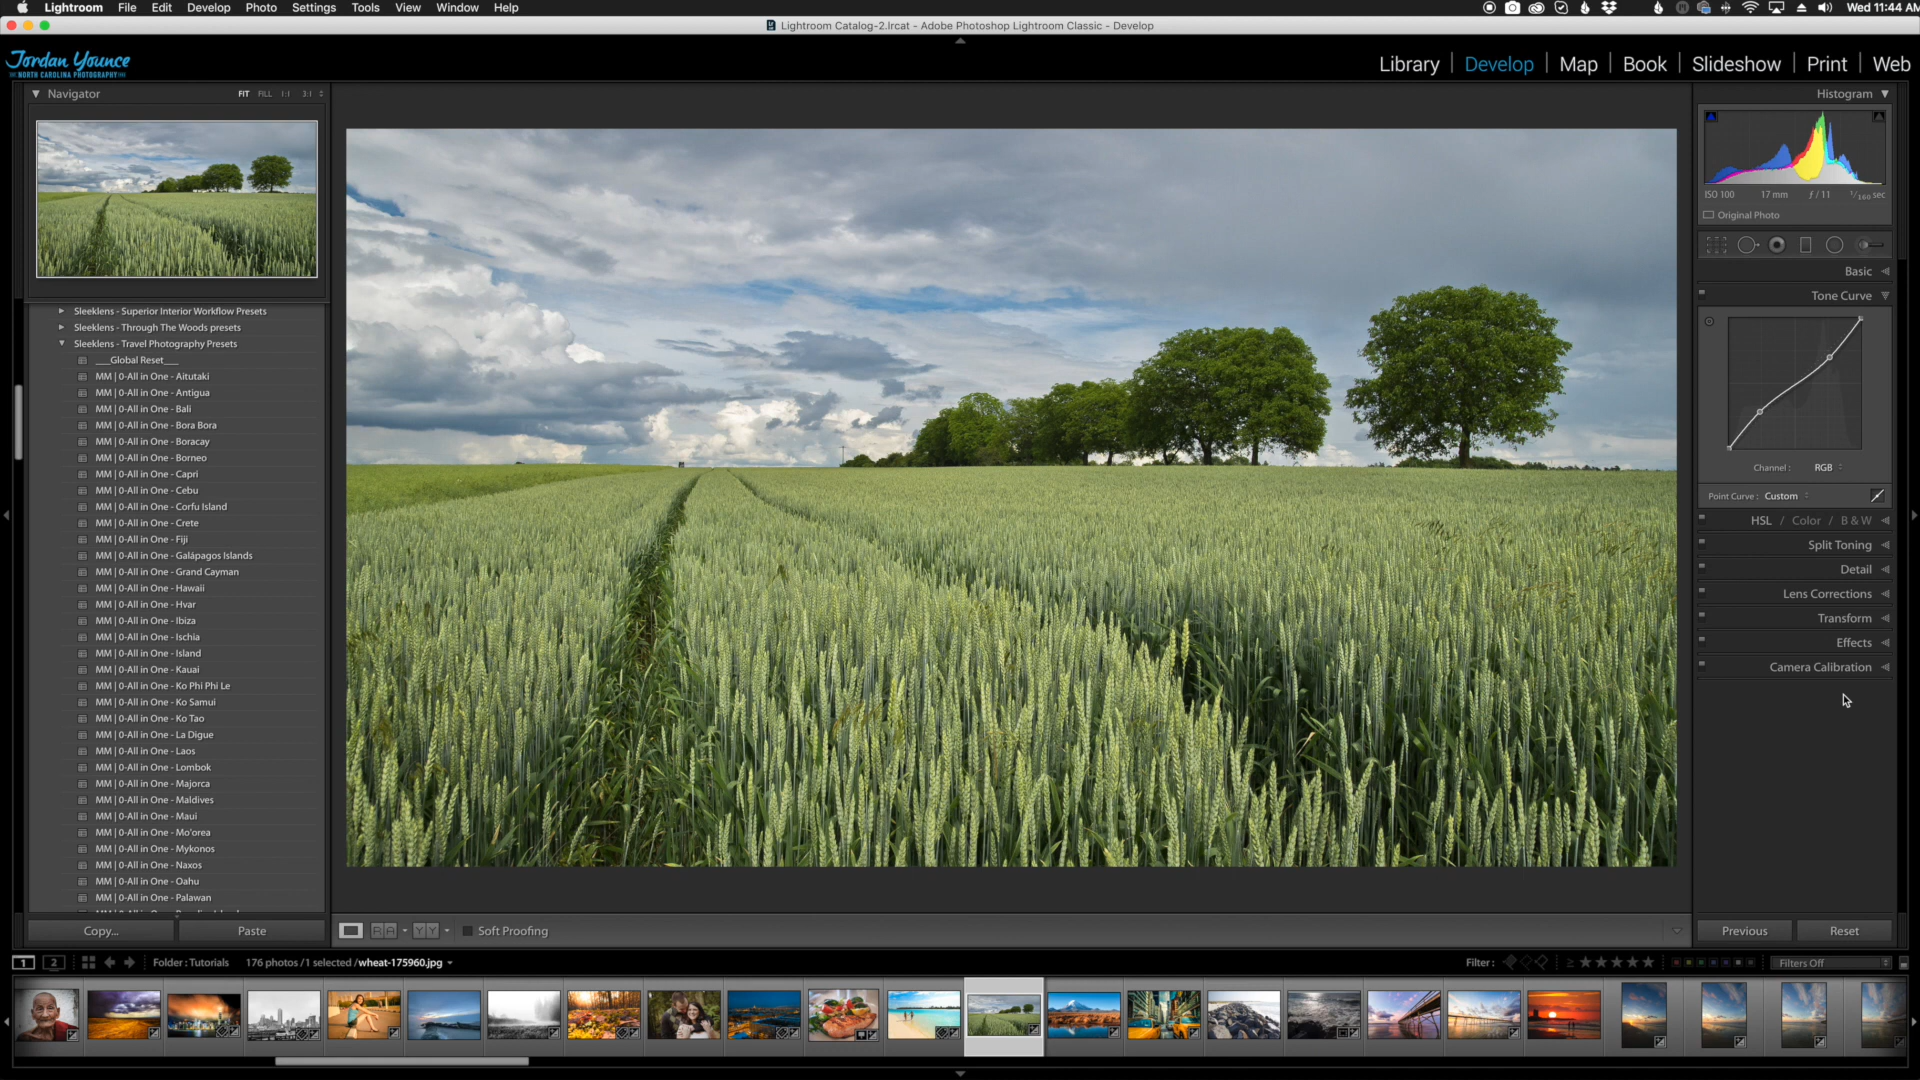 Lightroom File Edit Develop Photo Settings Tools View Window Help
Wed 11:44 AM
Lightroom Catalog-2.lrcat - Adobe Photoshop Lightroom Classic - Develop
Jordan Younce
NORTH CAROLINA PHOTOGRAPHY
Library | Develop | Map | Book | Slideshow | Print | Web
Navigator FIT FILL 1:1 3:1
Histogram
ISO 100 17 mm ƒ / 11 1/160 sec
Original Photo
Basic
Tone Curve
Channel : RGB
Point Curve : Custom
HSL / Color / B & W
Split Toning
Detail
Lens Corrections
Transform
Effects
Camera Calibration
Sleeklens - Superior Interior Workflow Presets
Sleeklens - Through The Woods presets
Sleeklens - Travel Photography Presets
___Global Reset___
MM | 0-All in One - Aitutaki
MM | 0-All in One - Antigua
MM | 0-All in One - Bali
MM | 0-All in One - Bora Bora
MM | 0-All in One - Boracay
MM | 0-All in One - Borneo
MM | 0-All in One - Capri
MM | 0-All in One - Cebu
MM | 0-All in One - Corfu Island
MM | 0-All in One - Crete
MM | 0-All in One - Fiji
MM | 0-All in One - Galápagos Islands
MM | 0-All in One - Grand Cayman
MM | 0-All in One - Hawaii
MM | 0-All in One - Hvar
MM | 0-All in One - Ibiza
MM | 0-All in One - Ischia
MM | 0-All in One - Island
MM | 0-All in One - Kauai
MM | 0-All in One - Ko Phi Phi Le
MM | 0-All in One - Ko Samui
MM | 0-All in One - Ko Tao
MM | 0-All in One - La Digue
MM | 0-All in One - Laos
MM | 0-All in One - Lombok
MM | 0-All in One - Majorca
MM | 0-All in One - Maldives
MM | 0-All in One - Maui
MM | 0-All in One - Mo'orea
MM | 0-All in One - Mykonos
MM | 0-All in One - Naxos
MM | 0-All in One - Oahu
MM | 0-All in One - Palawan
Copy... Paste
R A Y Y Soft Proofing
Previous Reset
1 2 Folder : Tutorials 176 photos / 1 selected / wheat-175960.jpg
Filter : ≥ ★★★★★ Filters Off